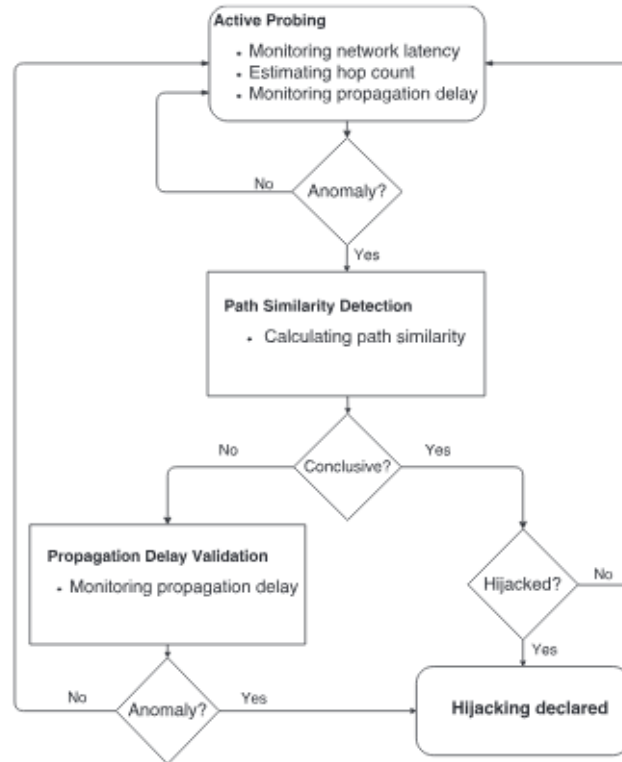 Active Probing
• Monitoring network latency
• Estimating hop count
• Monitoring propagation delay
No
Anomaly?
Yes
Path Similarity Detection
• Calculating path similarity
No
Conclusive?
Yes
Propagation Delay Validation
• Monitoring propagation delay
Hijacked?
No
Yes
No
Anomaly?
Yes
Hijacking declared